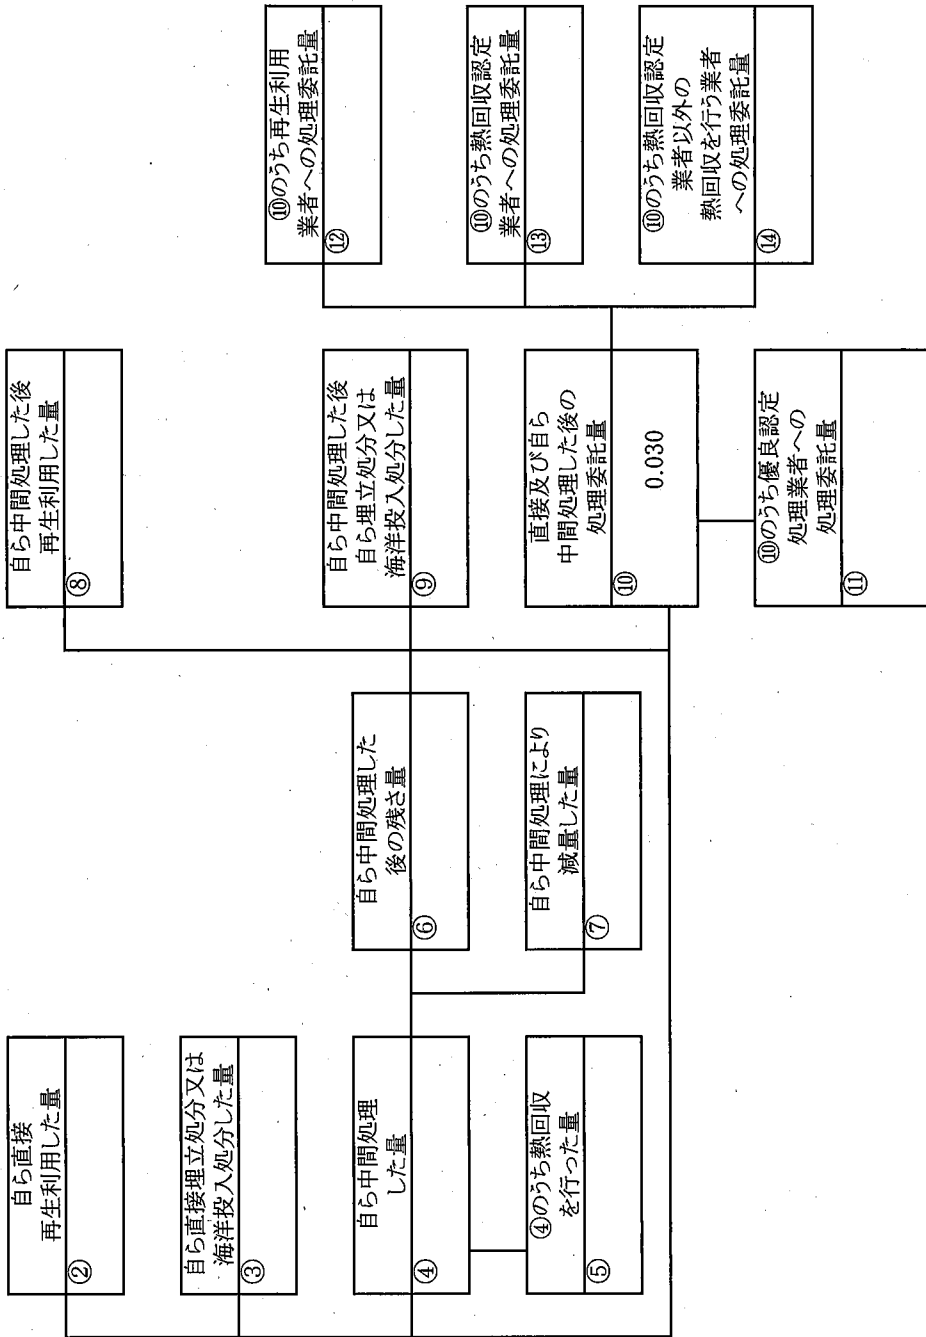 自ら直接
再生利用した量
②
自ら直接埋立処分又は
海洋投入処分した量
③
自ら中間処理
した量
④
④のうち熱回収
を行った量
⑤
自ら中間処理した
後の残さ量
⑥
自ら中間処理により
減量した量
⑦
自ら中間処理した後
再生利用した量
⑧
自ら中間処理した後
自ら埋立処分又は
海洋投入処分した量
⑨
直接及び自ら
中間処理した後の
処理委託量
⑩
0.030
⑩のうち優良認定
処理業者への
処理委託量
⑪
⑩のうち再生利用
業者への処理委託量
⑫
⑩のうち熱回収認定
業者への処理委託量
⑬
⑩のうち熱回収認定
業者以外の
熱回収を行う業者
への処理委託量
⑭